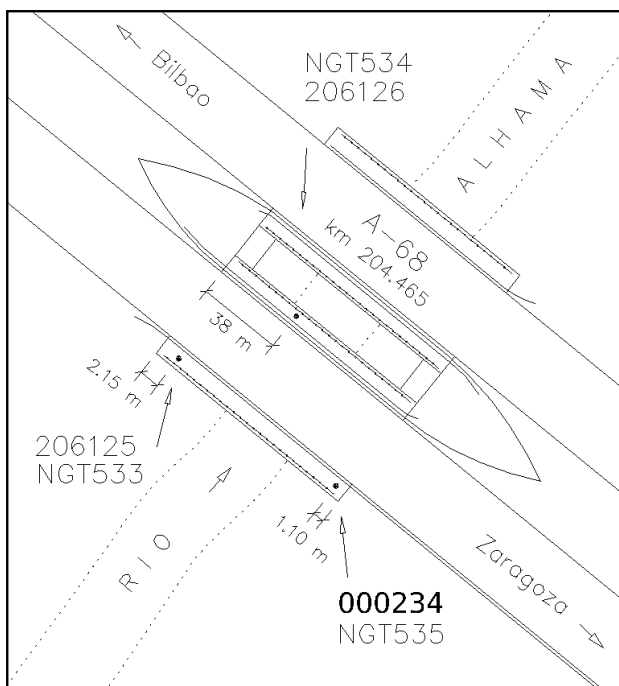 NGT534
206126
Bilbao
ALHAMA
A-68
km 204.465
38 m
2.15 m
206125
NGT533
1.10 m
RIO
Zaragoza
000234
NGT535